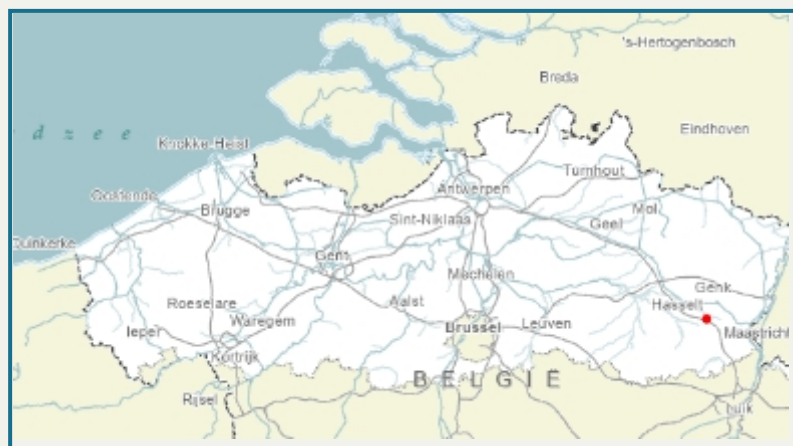 's-Hertogenbosch
Breda
d z e e
Eindhoven
Knokke-Heist
Turnhout
Oostende
Antwerpen
Mol
Brugge
Sint-Niklaas
Geel
Duinkerke
Gent
Mechelen
Genk
Roeselare
Aalst
Hasselt
Ieper
Waregem
Brussel
Leuven
Maastricht
Kortrijk
BELGIË
Rijsel
Luik